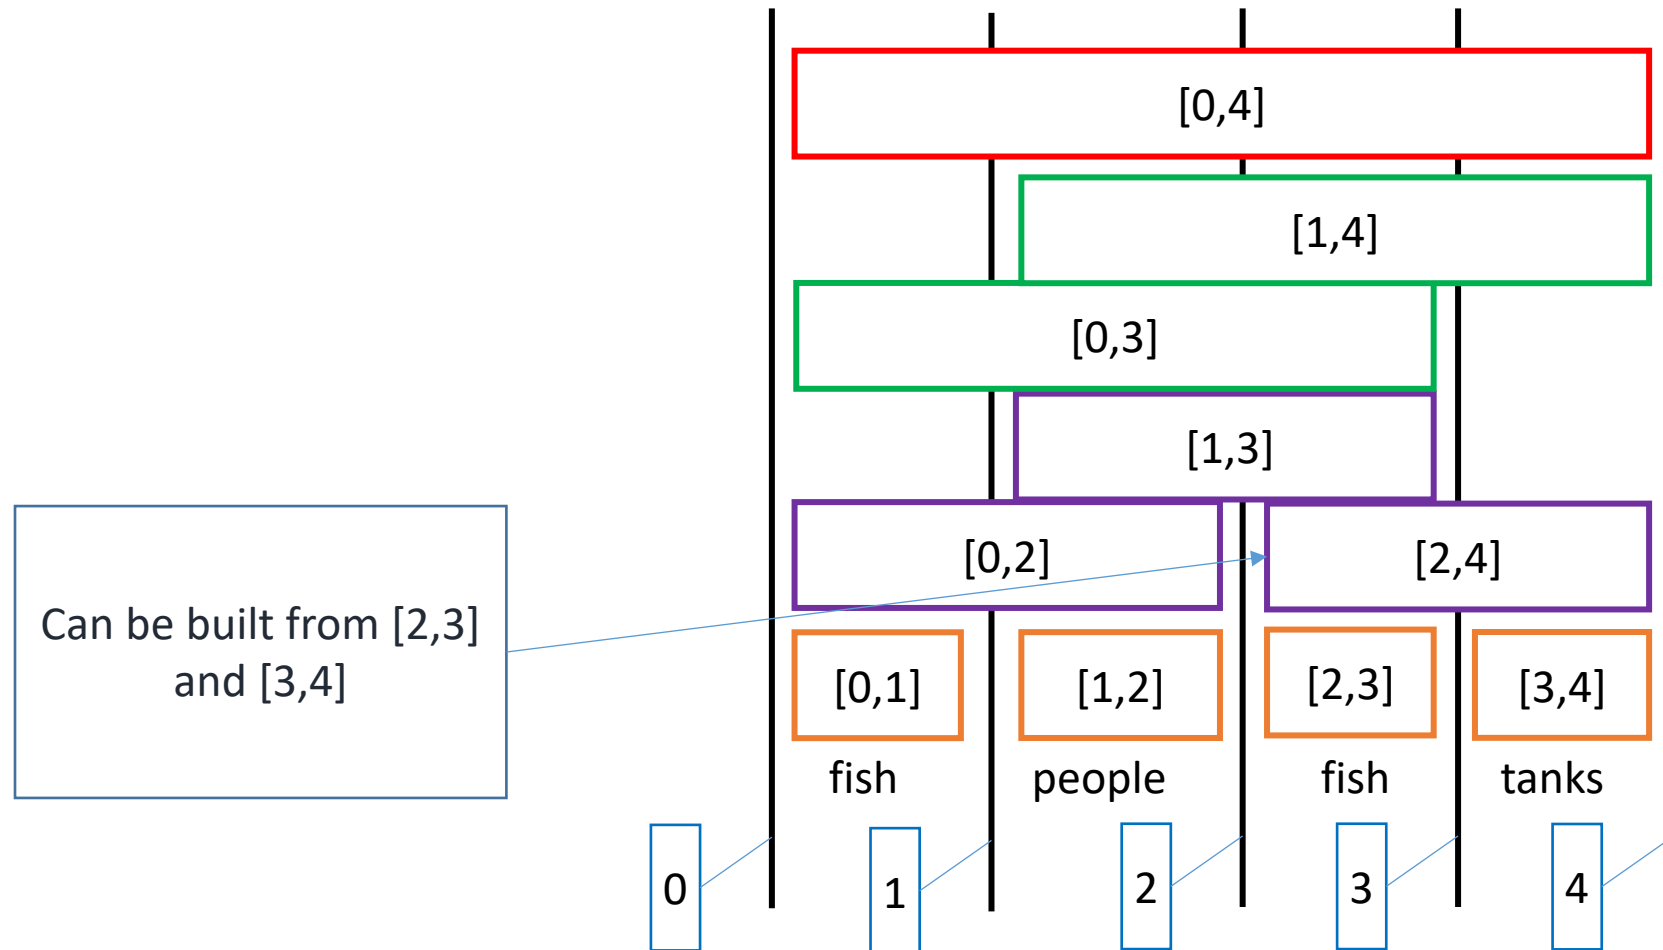 [0,4]
[1,4]
[0,3]
[1,3]
[0,2]
[2,4]
Can be built from [2,3]
and [3,4]
[0,1]
[1,2]
[2,3]
[3,4]
fish
people
fish
tanks
0
1
2
3
4